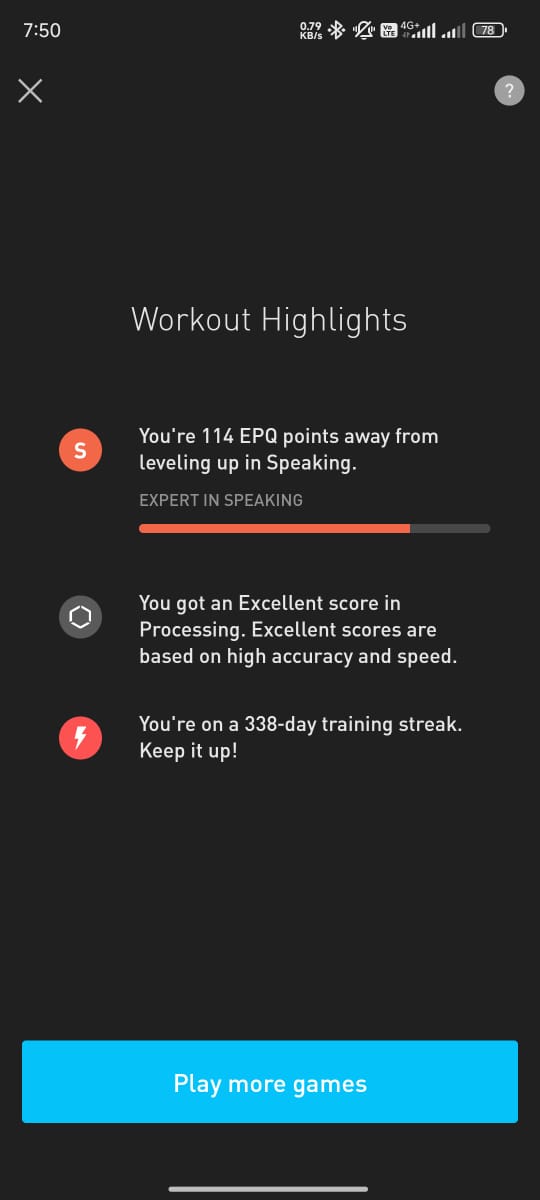 7:50
0.79
KB/s
Vo
LTE
4G+
78
?
Workout Highlights
S
You're 114 EPQ points away from
leveling up in Speaking.
EXPERT IN SPEAKING
You got an Excellent score in
Processing. Excellent scores are
based on high accuracy and speed.
You're on a 338-day training streak.
Keep it up!
Play more games